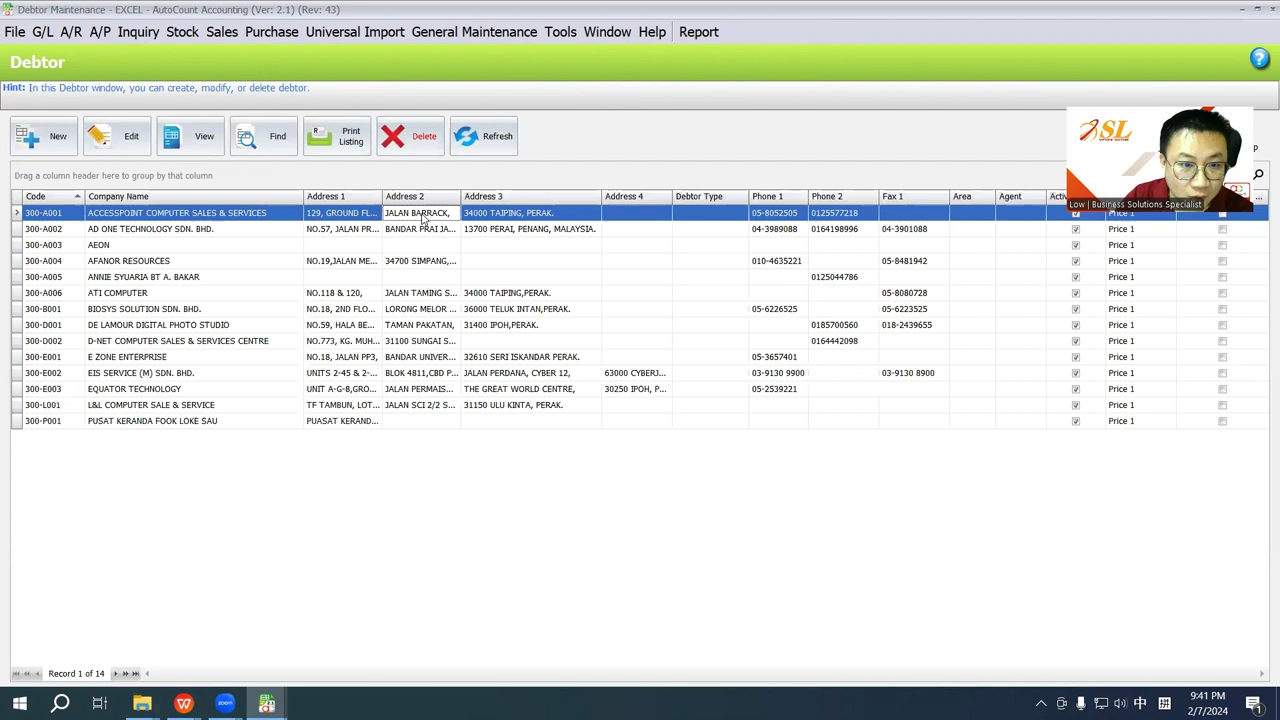 Debtor Maintenance - EXCEL - AutoCount Accounting (Ver: 2.1) (Rev: 43)
File G/L A/R A/P Inquiry Stock Sales Purchase Universal Import General Maintenance Tools Window Help Report
Debtor
Hint: In this Debtor window, you can create, modify, or delete debtor.
New Edit View Find Print Listing Delete Refresh
Drag a column header here to group by that column
SL
Low | Business Solutions Specialist
Code Company Name Address 1 Address 2 Address 3 Address 4 Debtor Type Phone 1 Phone 2 Fax 1 Area Agent
300-A001 ACCESSPOINT COMPUTER SALES & SERVICES 129, GROUND FL... JALAN BARRACK, 34000 TAIPING, PERAK. 05-8052505 0125577218 Price 1
300-A002 AD ONE TECHNOLOGY SDN. BHD. NO.57, JALAN PR... BANDAR PRAI JA... 13700 PERAI, PENANG, MALAYSIA. 04-3989088 0164198996 04-3901088 Price 1
300-A003 AEON Price 1
300-A004 AFANOR RESOURCES NO.19,JALAN ME... 34700 SIMPANG,... 010-4635221 05-8481942 Price 1
300-A005 ANNIE SYUARIA BT A. BAKAR 0125044786 Price 1
300-A006 ATI COMPUTER NO.118 & 120, JALAN TAMING S... 34000 TAIPING,PERAK. 05-8080728 Price 1
300-B001 BIOSYS SOLUTION SDN. BHD. NO.18, 2ND FLO... LORONG MELOR ... 36000 TELUK INTAN,PERAK. 05-6226525 05-6223525 Price 1
300-D001 DE LAMOUR DIGITAL PHOTO STUDIO NO.59, HALA BE... TAMAN PAKATAN, 31400 IPOH,PERAK. 0185700560 018-2439655 Price 1
300-D002 D-NET COMPUTER SALES & SERVICES CENTRE NO.773, KG. MUH... 31100 SUNGAI S... 0164442098 Price 1
300-E001 E ZONE ENTERPRISE NO.18, JALAN PP3, BANDAR UNIVER... 32610 SERI ISKANDAR PERAK. 05-3657401 Price 1
300-E002 EIS SERVICE (M) SDN. BHD. UNITS 2-45 & 2-... BLOK 4811,CBD P... JALAN PERDANA, CYBER 12, 63000 CYBERJ... 03-9130 9900 03-9130 8900 Price 1
300-E003 EQUATOR TECHNOLOGY UNIT A-G-8,GRO... JALAN PERMAIS... THE GREAT WORLD CENTRE, 30250 IPOH, P... 05-2539221 Price 1
300-L001 L&L COMPUTER SALE & SERVICE TF TAMBUN, LOT... JALAN SCI 2/2 S... 31150 ULU KINTA, PERAK. Price 1
300-P001 PUSAT KERANDA FOOK LOKE SAU PUASAT KERAND... Price 1
Record 1 of 14
中 拼
9:41 PM
2/7/2024
1